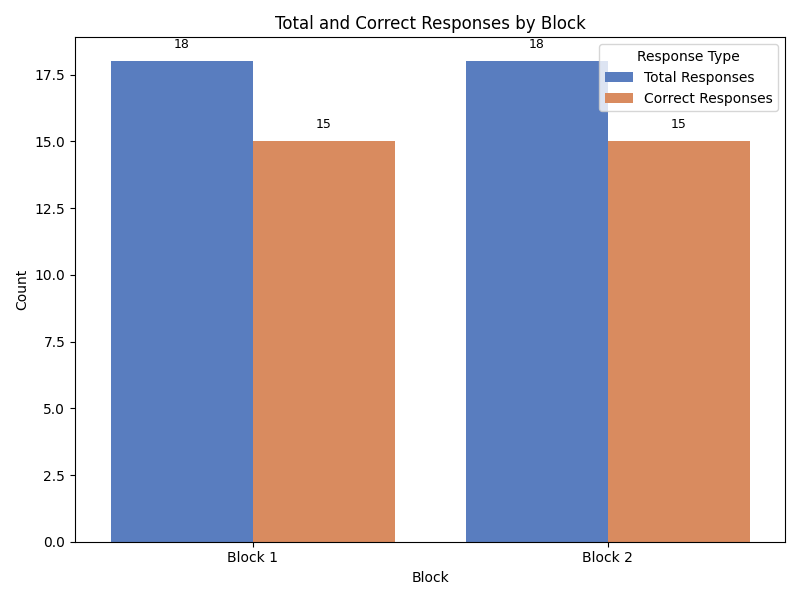 Total and Correct Responses by Block
18
18
15
15
Response Type
Total Responses
Correct Responses
17.5
15.0
12.5
10.0
7.5
5.0
2.5
0.0
Count
Block 1
Block 2
Block